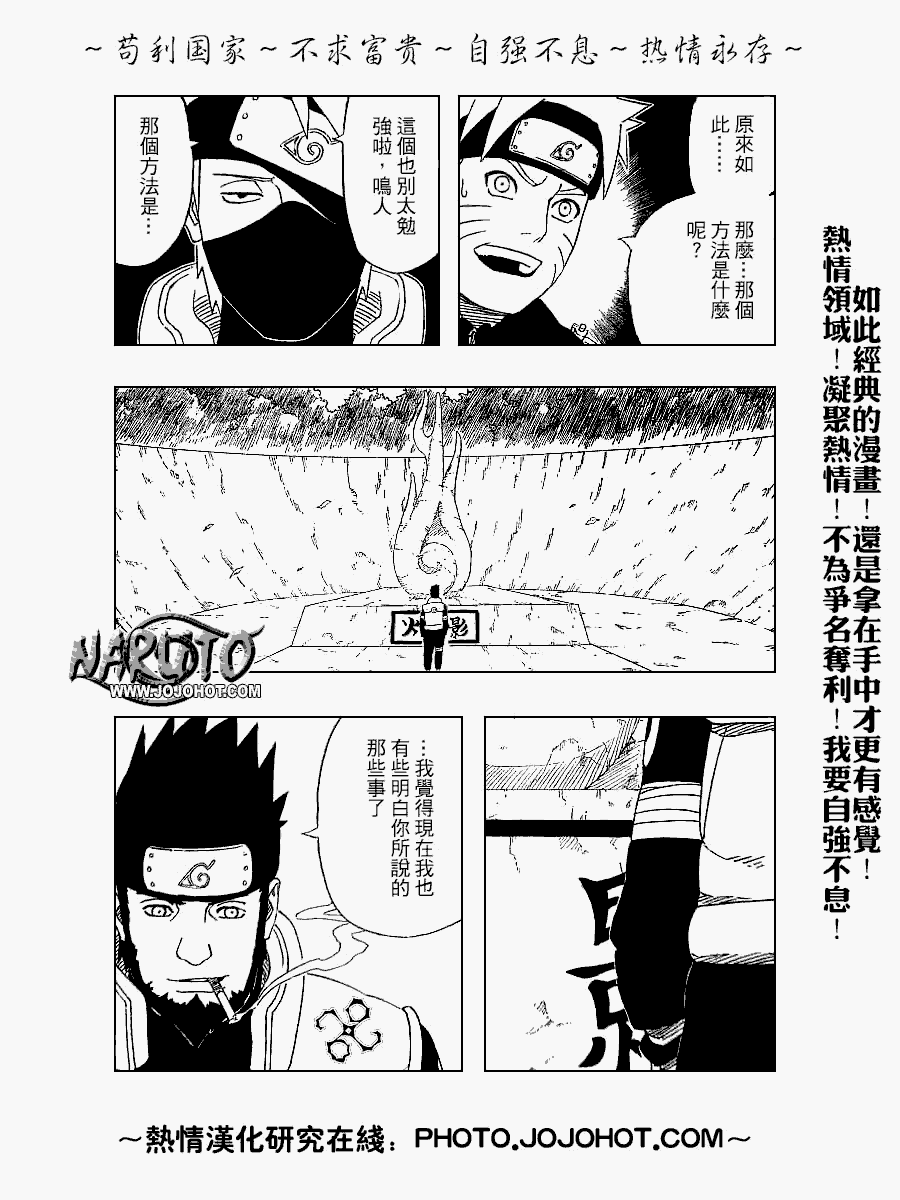 ～苟利国家～不求富贵～自强不息～热情永存～
原來如
此……
那麼…那個
方法是什麼
呢？
這個也別太勉
強啦，鳴人
那個方法是…
火影
NARUTO
WWW.JOJOHOT.COM
…我覺得現在我也
有些明白你所說的
那些事了
如此經典的漫畫！還是拿在手中才更有感覺！
熱情領域！凝聚熱情！不為爭名奪利！我要自強不息！
～熱情漢化研究在綫：PHOTO.JOJOHOT.COM～